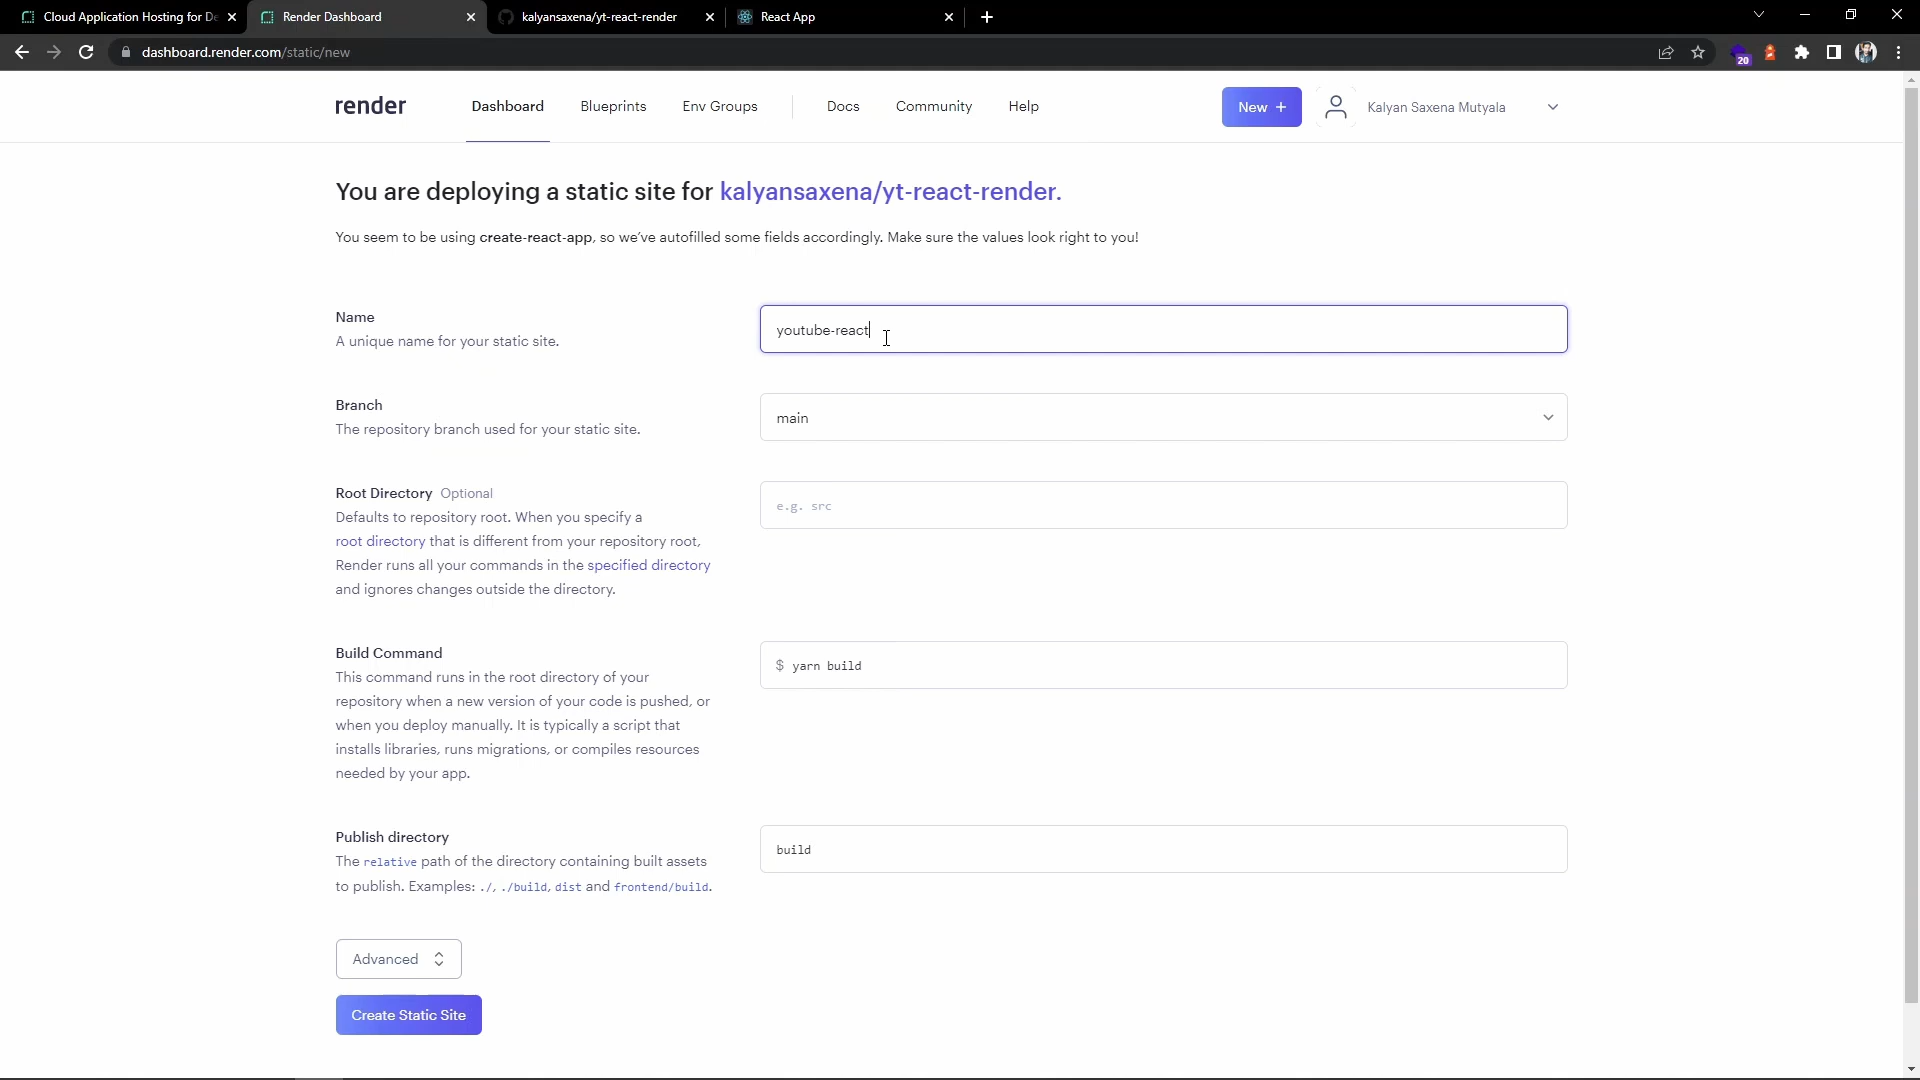 Cloud Application Hosting for De
Render Dashboard
kalyansaxena/yt-react-render
React App
dashboard.render.com/static/new
20
render
Dashboard
Blueprints
Env Groups
Docs
Community
Help
New +
Kalyan Saxena Mutyala
You are deploying a static site for kalyansaxena/yt-react-render.
You seem to be using create-react-app, so we've autofilled some fields accordingly. Make sure the values look right to you!
Name
A unique name for your static site.
youtube-react
Branch
The repository branch used for your static site.
main
Root Directory Optional
Defaults to repository root. When you specify a
root directory that is different from your repository root,
Render runs all your commands in the specified directory
and ignores changes outside the directory.
e.g. src
Build Command
This command runs in the root directory of your
repository when a new version of your code is pushed, or
when you deploy manually. It is typically a script that
installs libraries, runs migrations, or compiles resources
needed by your app.
$ yarn build
Publish directory
The relative path of the directory containing built assets
to publish. Examples: ./, ./build, dist and frontend/build.
build
Advanced
Create Static Site